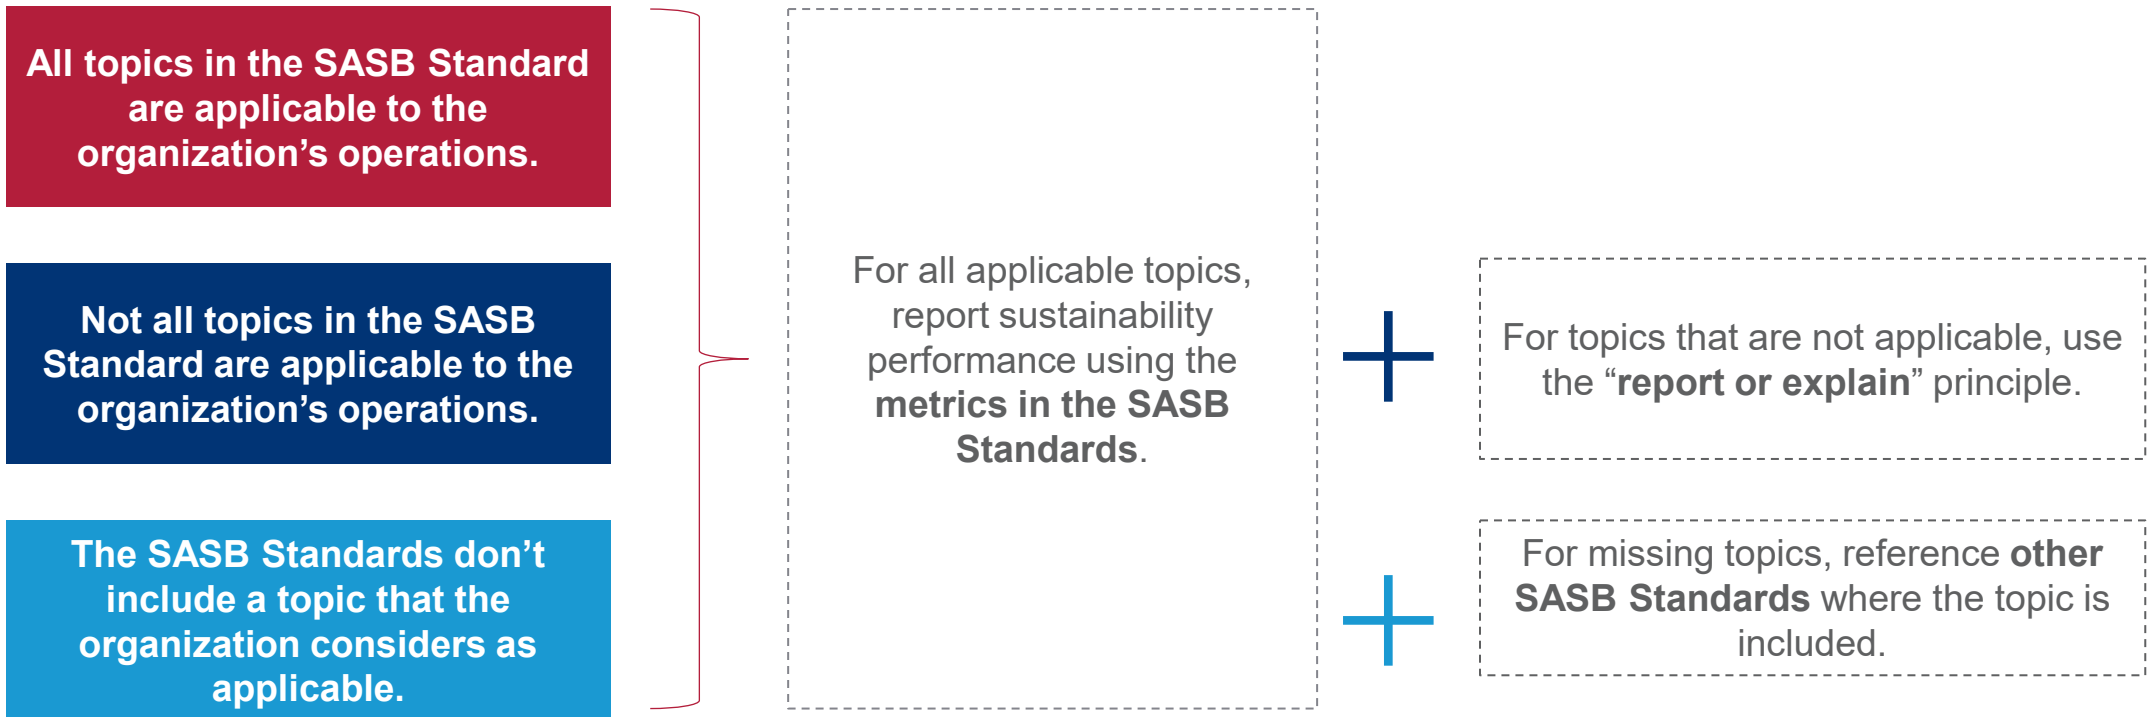 All topics in the SASB Standard
are applicable to the
organization’s operations.
Not all topics in the SASB
Standard are applicable to the
organization’s operations.
The SASB Standards don’t
include a topic that the
organization considers as
applicable.
For all applicable topics,
report sustainability
performance using the
metrics in the SASB
Standards.
For topics that are not applicable, use
the “report or explain” principle.
For missing topics, reference other
SASB Standards where the topic is
included.